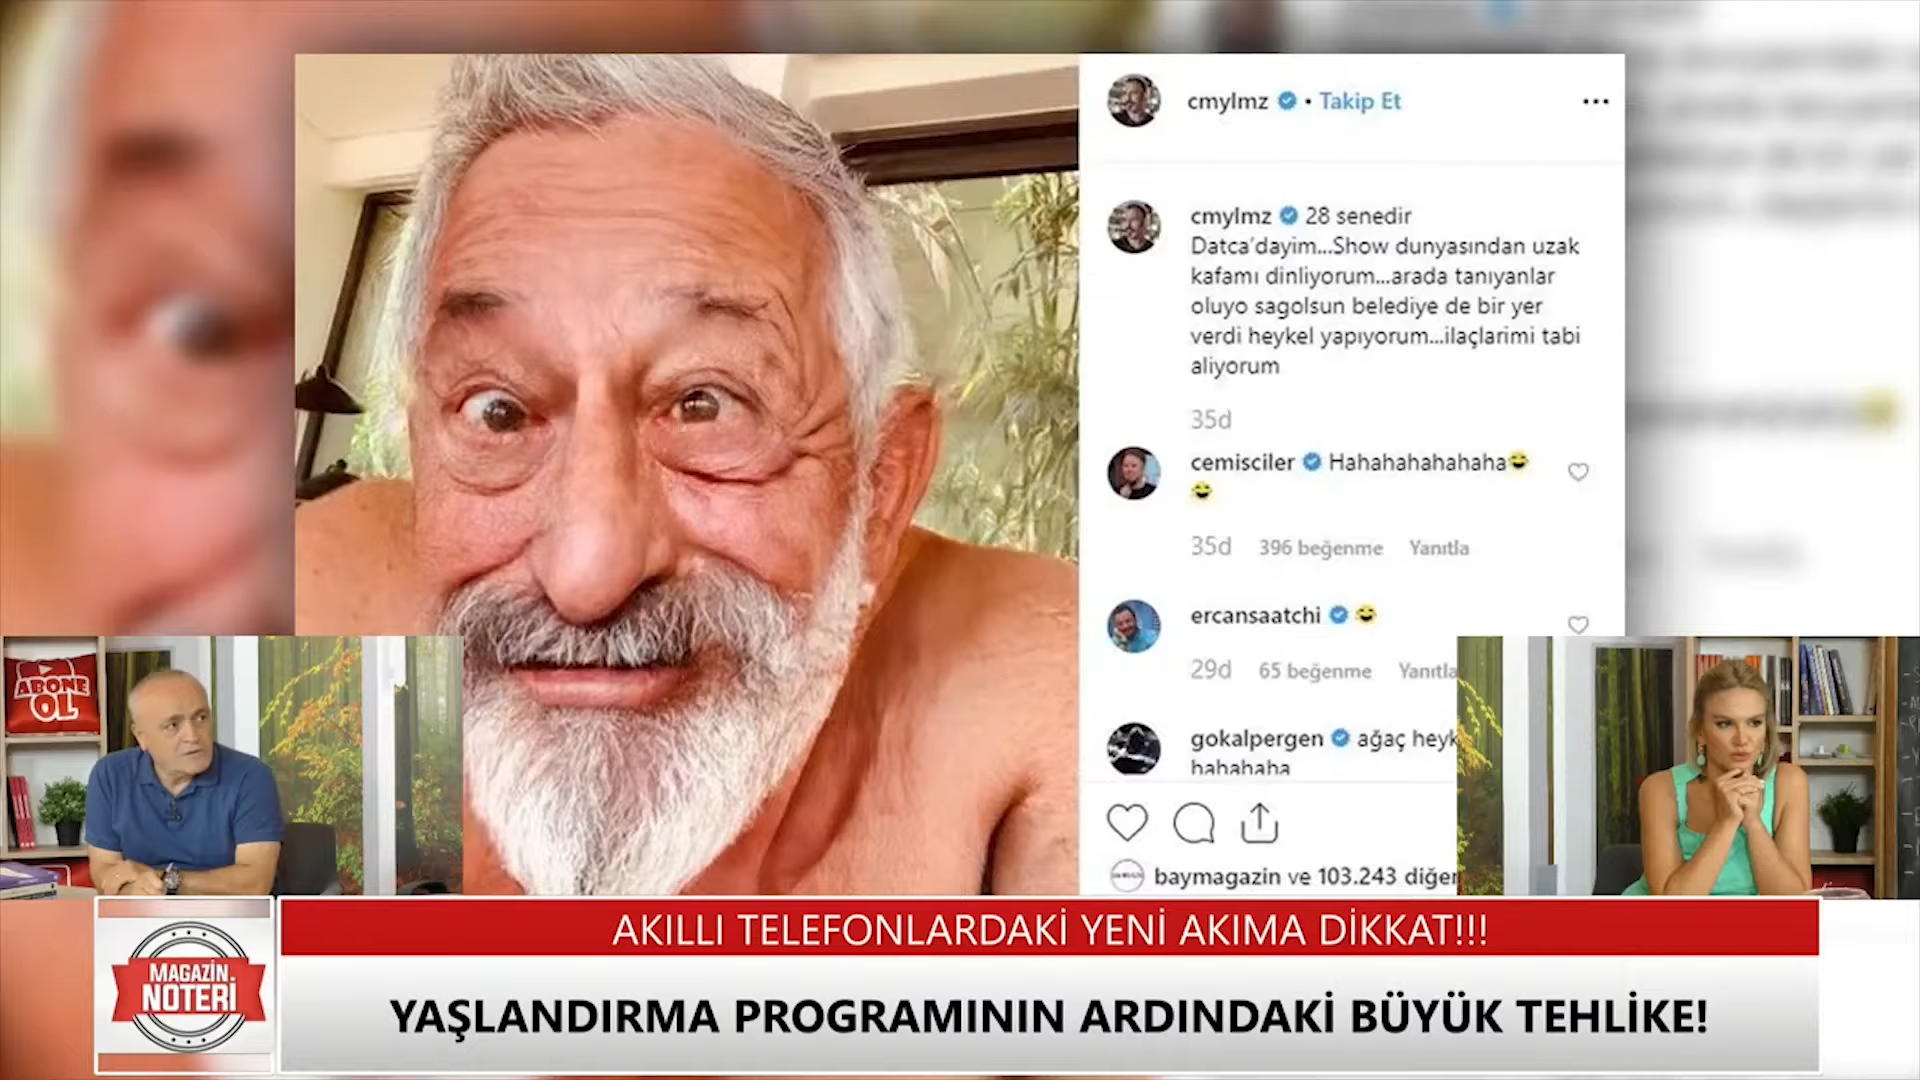 cmylmz • Takip Et
cmylmz 28 senedir
Datca'dayim...Show dunyasından uzak
kafamı dinliyorum...arada tanıyanlar
oluyo sagolsun belediye de bir yer
verdi heykel yapıyorum...ilaçlarimi tabi
aliyorum
35d
cemisciler Hahahahahahaha😂
😂
35d 396 beğenme Yanıtla
ercansaatchi 😂
29d 65 beğenme Yanıtla
gokalpergen ağaç heyk
hahahaha
baymagazin ve 103.243 diğer
ABONE
OL
AKILLI TELEFONLARDAKİ YENİ AKIMA DİKKAT!!!
MAGAZİN
NOTERİ
YAŞLANDIRMA PROGRAMININ ARDINDAKİ BÜYÜK TEHLİKE!